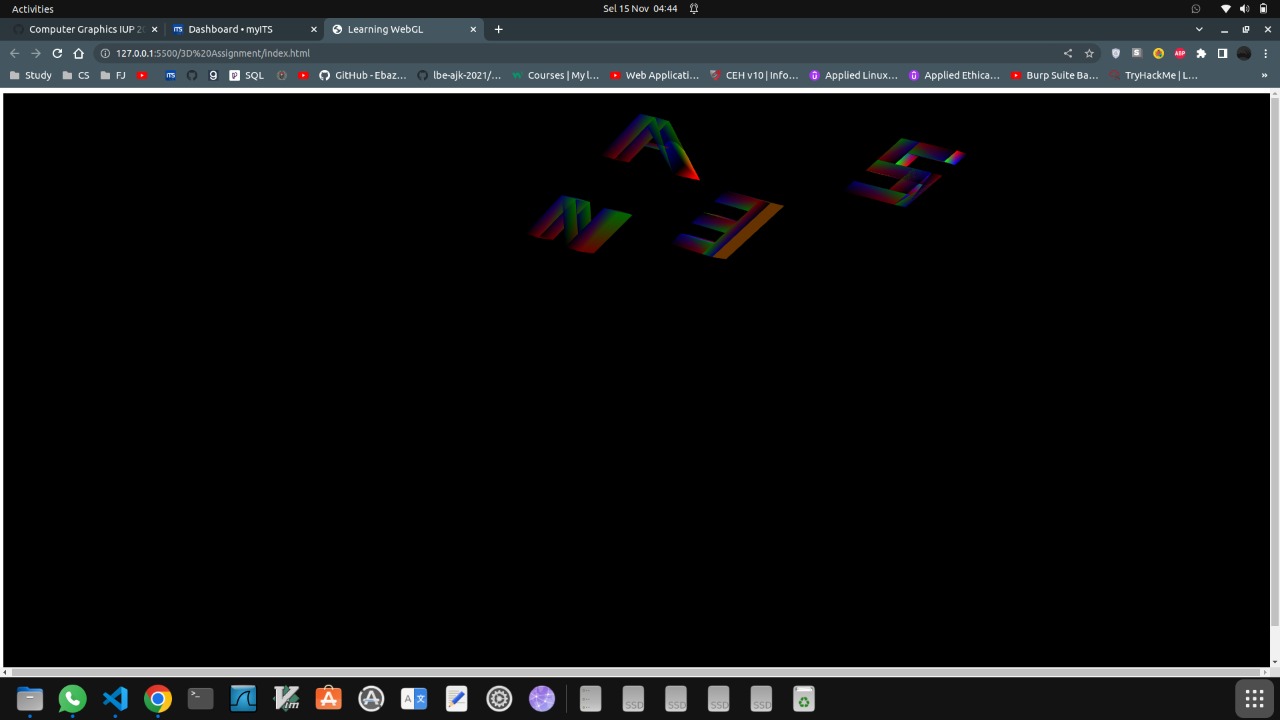 Activities
Sel 15 Nov 04:44
Computer Graphics IUP 2
Dashboard • myITS
Learning WebGL
127.0.0.1:5500/3D%20Assignment/index.html
Study CS FJ ITS SQL GitHub - Ebaz… lbe-ajk-2021/… Courses | My l… Web Applicati… CEH v10 | Info… Applied Linux… Applied Ethica… Burp Suite Ba… TryHackMe | L… »
A
SSD SSD SSD SSD